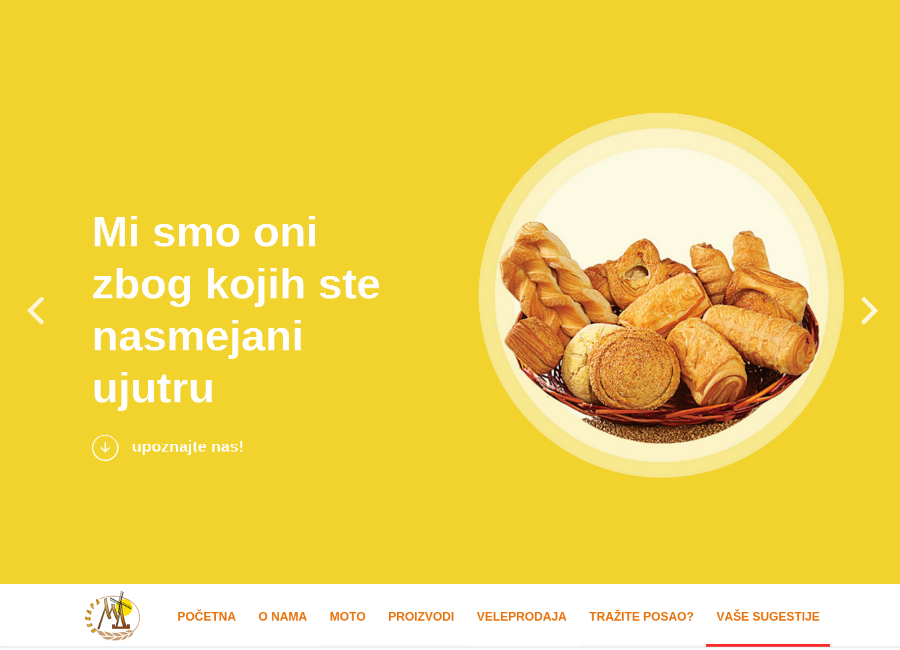 Mi smo oni
zbog kojih ste
nasmejani
ujutru
upoznajte nas!
POČETNA O NAMA MOTO PROIZVODI VELEPRODAJA TRAŽITE POSAO? VAŠE SUGESTIJE